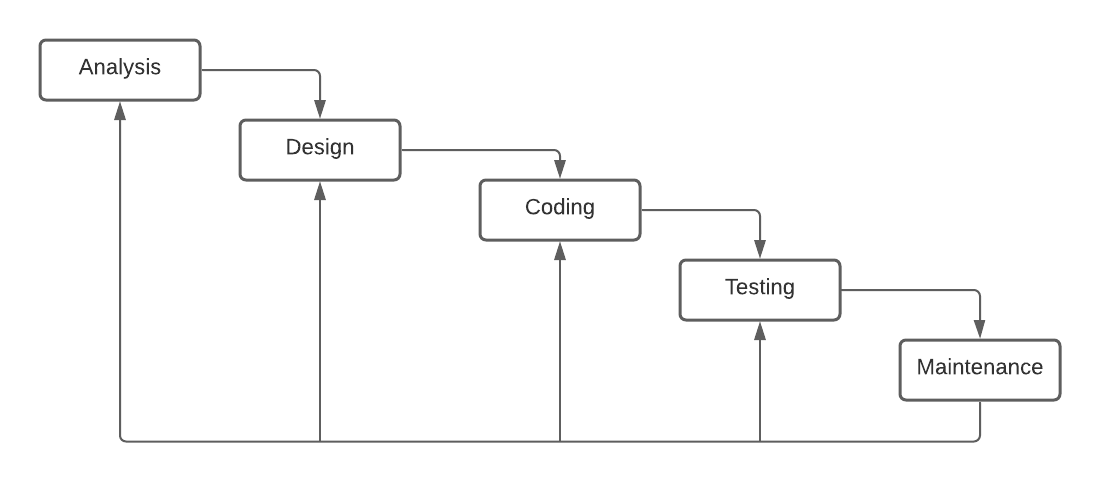 Analysis
Design
Coding
Testing
Maintenance